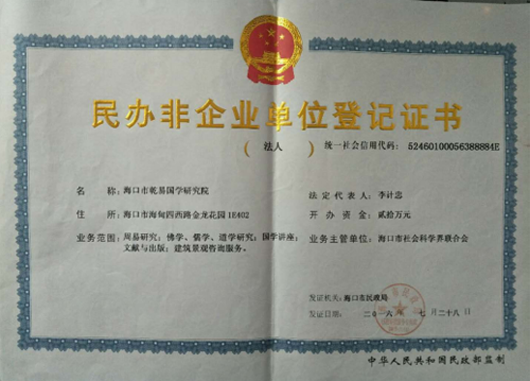 民办非企业单位登记证书
（ 法人 ） 统一社会信用代码： 52460100056388884E
名 称： 海口市乾易国学研究院
法定代表人： 李计忠
住 所： 海口市海甸四西路金龙花园1E402
开办资金： 贰拾万元
业务范围： 周易研究；佛学、儒学、道学研究；国学讲座；
文献与出版；建筑景观咨询服务。
业务主管单位： 海口市社会科学界联合会
发证机关： 海口市民政局
发证日期： 二〇一六年 七月二十八日
中华人民共和国民政部监制